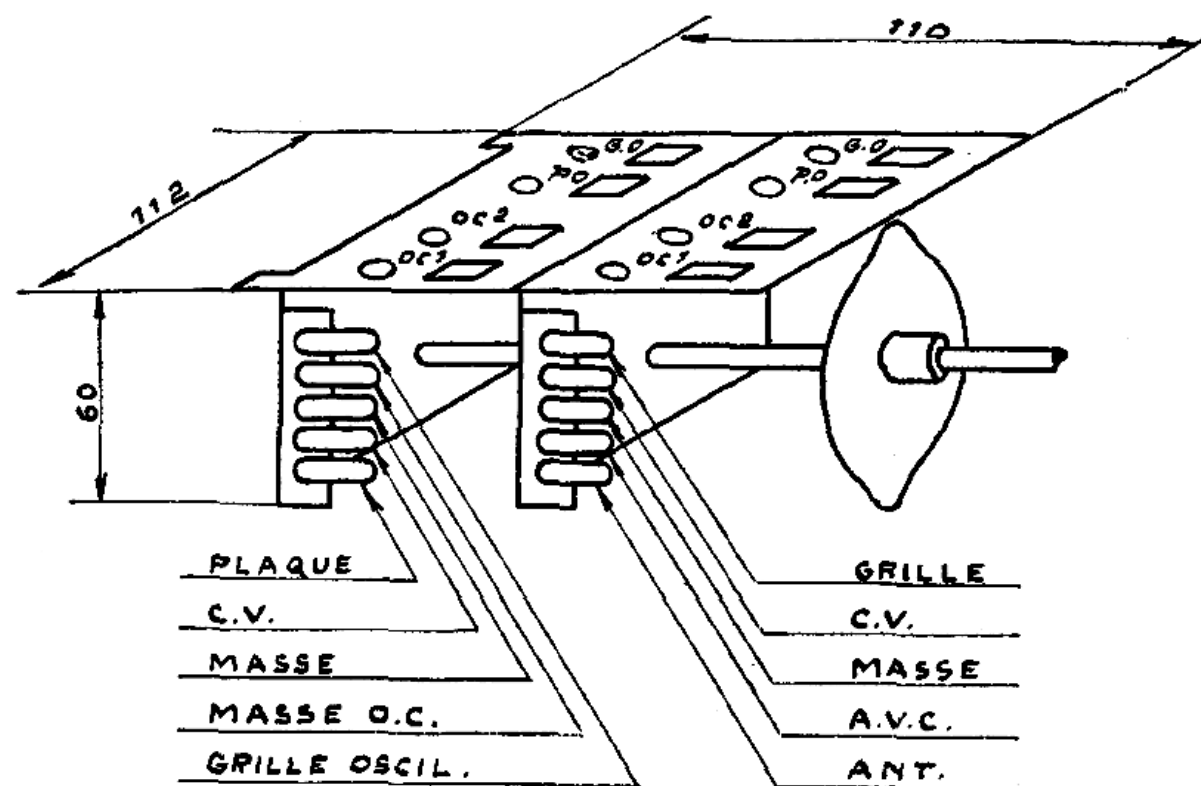 110
112
G.O
P.O
OC2
OC1
G.O
P.O
OC2
OC1
60
PLAQUE
C.V.
MASSE
MASSE O.C.
GRILLE OSCIL.
GRILLE
C.V.
MASSE
A.V.C.
ANT.